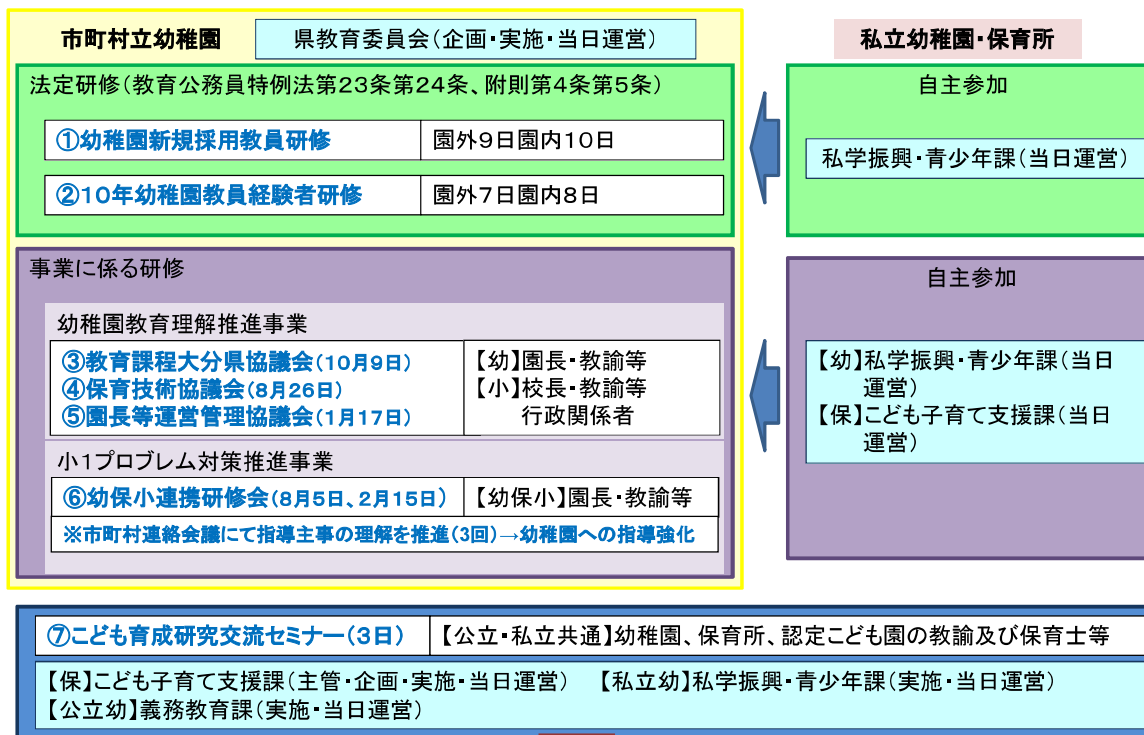 市町村立幼稚園
県教育委員会(企画・実施・当日運営)
私立幼稚園・保育所
法定研修(教育公務員特例法第23条第24条、附則第4条第5条)
①幼稚園新規採用教員研修
園外9日園内10日
②10年幼稚園教員経験者研修
園外7日園内8日
自主参加
私学振興・青少年課(当日運営)
事業に係る研修
幼稚園教育理解推進事業
③教育課程大分県協議会(10月9日)
④保育技術協議会(8月26日)
⑤園長等運営管理協議会(1月17日)
【幼】園長・教諭等
【小】校長・教諭等
行政関係者
小1プロブレム対策推進事業
⑥幼保小連携研修会(8月5日、2月15日)
【幼保小】園長・教諭等
※市町村連絡会議にて指導主事の理解を推進(3回)→幼稚園への指導強化
自主参加
【幼】私学振興・青少年課(当日
運営)
【保】こども子育て支援課(当日
運営)
⑦こども育成研究交流セミナー(3日)
【公立・私立共通】幼稚園、保育所、認定こども園の教諭及び保育士等
【保】こども子育て支援課(主管・企画・実施・当日運営) 【私立幼】私学振興・青少年課(実施・当日運営)
【公立幼】義務教育課(実施・当日運営)